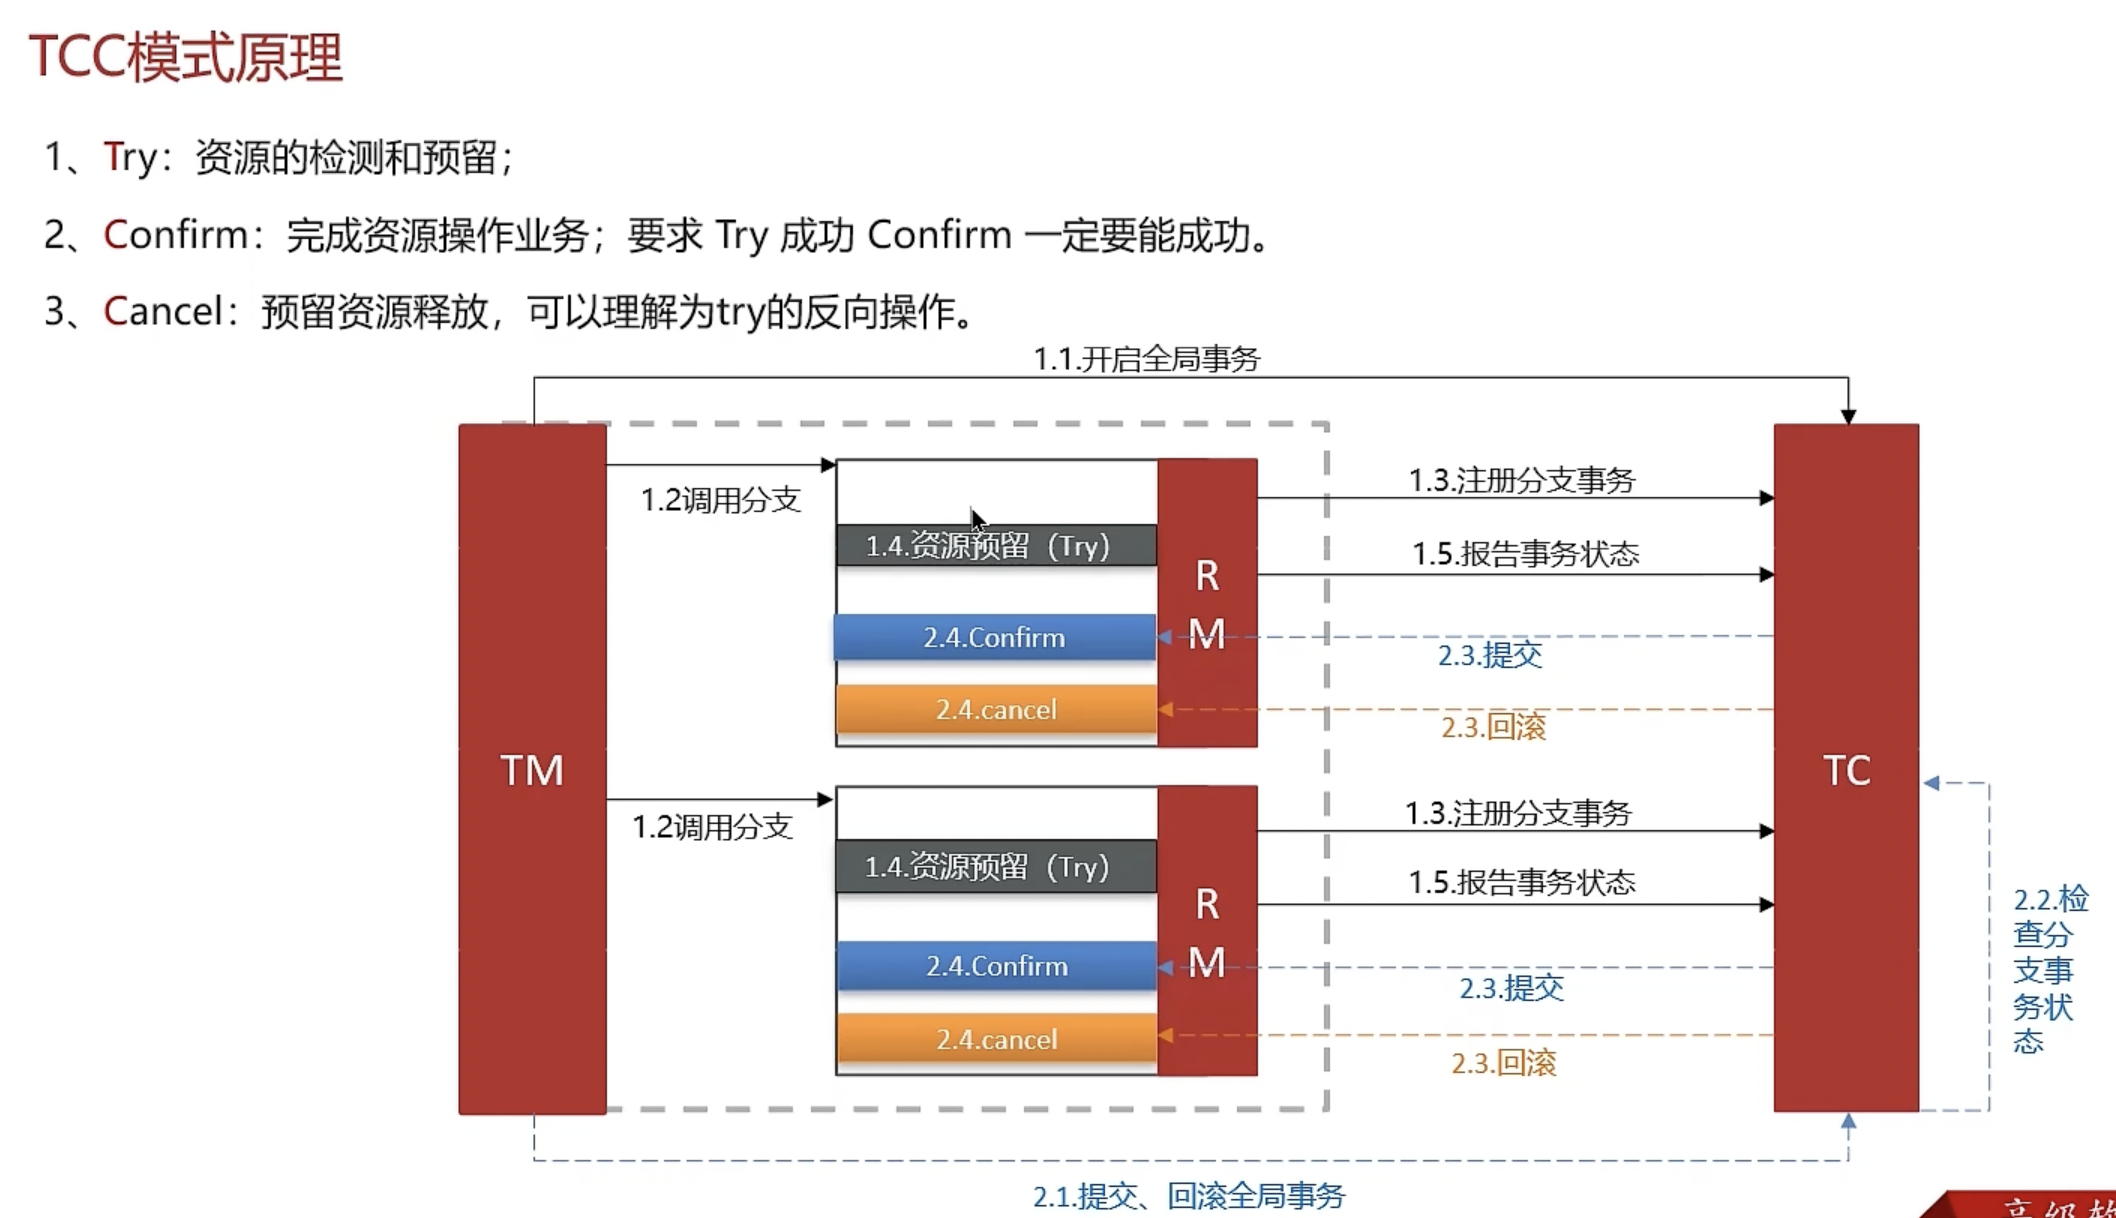 TCC模式原理
1、Try：资源的检测和预留；
2、Confirm：完成资源操作业务；要求 Try 成功 Confirm 一定要能成功。
3、Cancel：预留资源释放，可以理解为try的反向操作。
1.1.开启全局事务
TM
1.2调用分支
1.4.资源预留（Try）
2.4.Confirm
2.4.cancel
R
M
1.3.注册分支事务
1.5.报告事务状态
2.3.提交
2.3.回滚
TC
1.2调用分支
1.4.资源预留（Try）
2.4.Confirm
2.4.cancel
R
M
1.3.注册分支事务
1.5.报告事务状态
2.3.提交
2.3.回滚
2.2.检
查分
支事
务状
态
2.1.提交、回滚全局事务
高级软